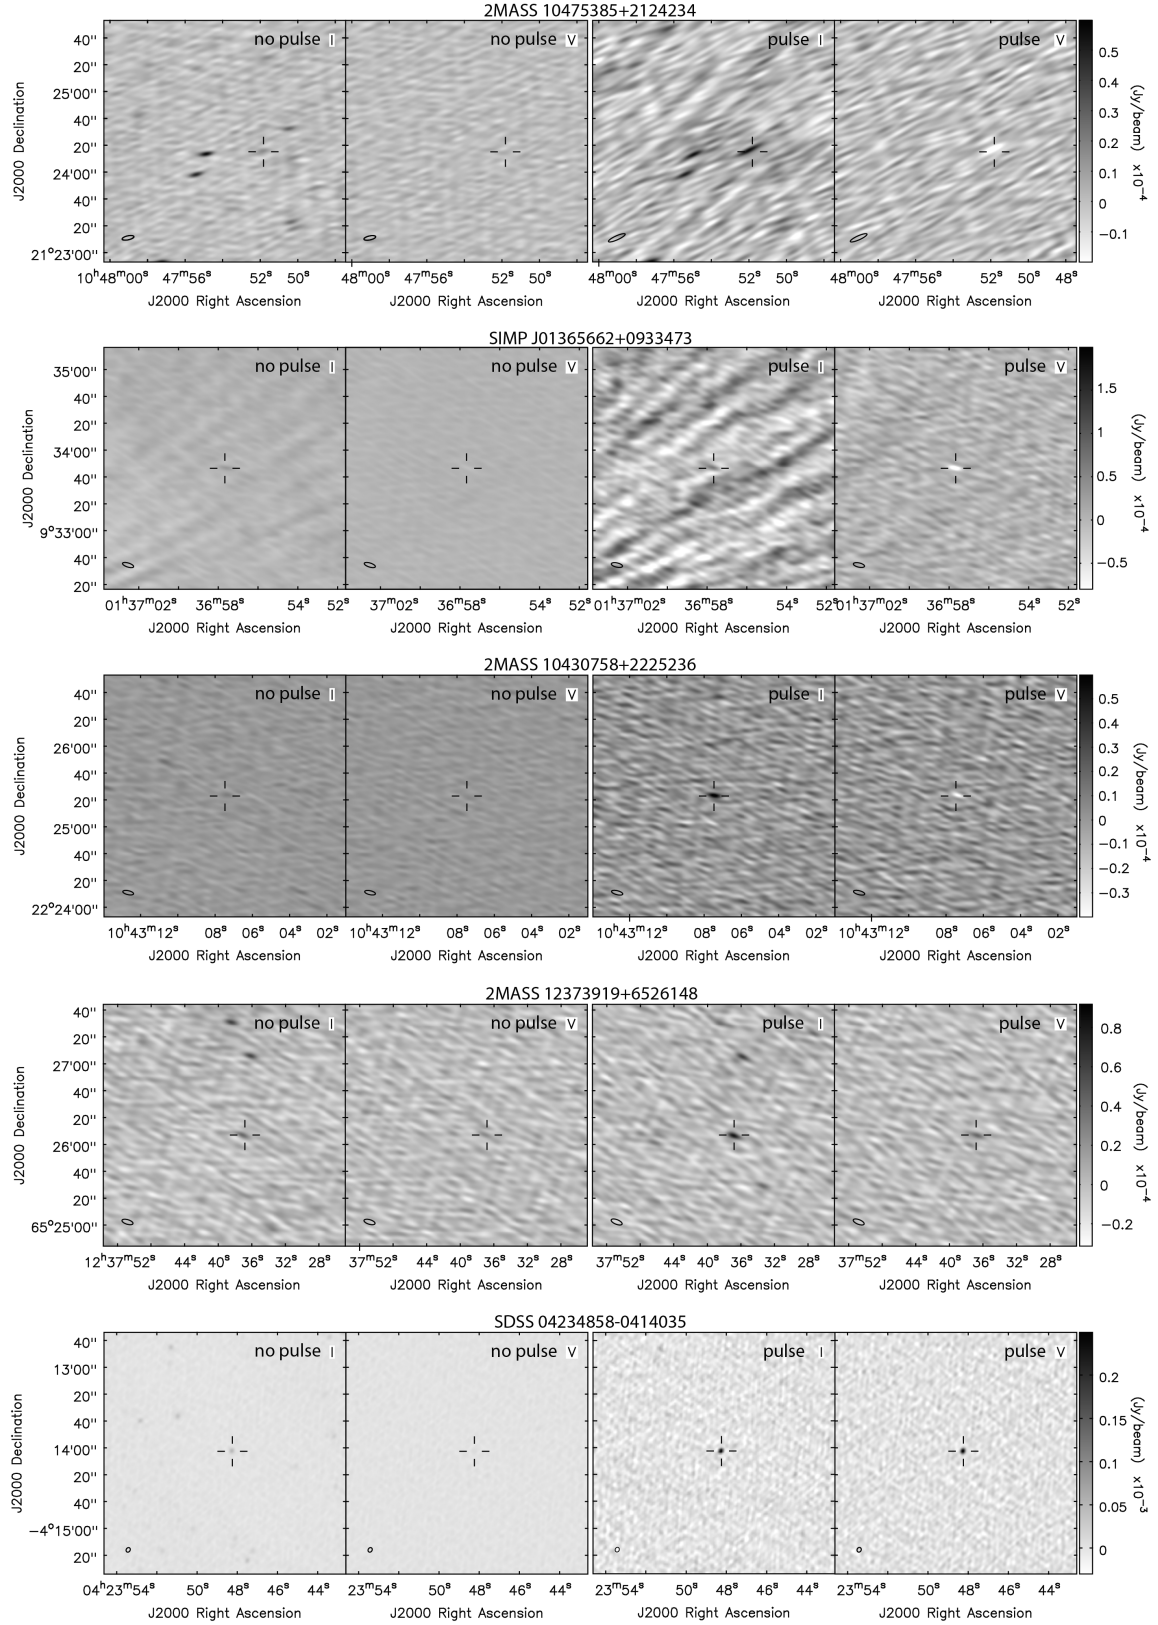 2MASS 10475385+2124234
no pulse I no pulse V pulse I pulse V
40'' 20'' 25'00'' 40'' 20'' 24'00'' 40'' 20'' 21°23'00''
J2000 Declination
0.5 0.4 0.3 0.2 0.1 0 −0.1
(Jy/beam) x10⁻⁴
10ʰ48ᵐ00ˢ 47ᵐ56ˢ 52ˢ 50ˢ 48ᵐ00ˢ 47ᵐ56ˢ 52ˢ 50ˢ 48ᵐ00ˢ 47ᵐ56ˢ 52ˢ 50ˢ 48ᵐ00ˢ 47ᵐ56ˢ 52ˢ 50ˢ 48ˢ
J2000 Right Ascension J2000 Right Ascension J2000 Right Ascension J2000 Right Ascension
SIMP J01365662+0933473
no pulse I no pulse V pulse I pulse V
35'00'' 40'' 20'' 34'00'' 40'' 20'' 9°33'00'' 40'' 20''
J2000 Declination
1.5 1 0.5 0 −0.5
(Jy/beam) x10⁻⁴
01ʰ37ᵐ02ˢ 36ᵐ58ˢ 54ˢ 52ˢ 37ᵐ02ˢ 36ᵐ58ˢ 54ˢ 52ˢ 01ʰ37ᵐ02ˢ 36ᵐ58ˢ 54ˢ 52ˢ 01ʰ37ᵐ02ˢ 36ᵐ58ˢ 54ˢ 52ˢ
J2000 Right Ascension J2000 Right Ascension J2000 Right Ascension J2000 Right Ascension
2MASS 10430758+2225236
no pulse I no pulse V pulse I pulse V
40'' 20'' 26'00'' 40'' 20'' 25'00'' 40'' 20'' 22°24'00''
J2000 Declination
0.5 0.4 0.3 0.2 0.1 0 −0.1 −0.2 −0.3
(Jy/beam) x10⁻⁴
10ʰ43ᵐ12ˢ 08ˢ 06ˢ 04ˢ 02ˢ 10ʰ43ᵐ12ˢ 08ˢ 06ˢ 04ˢ 02ˢ 10ʰ43ᵐ12ˢ 08ˢ 06ˢ 04ˢ 02ˢ 10ʰ43ᵐ12ˢ 08ˢ 06ˢ 04ˢ 02ˢ
J2000 Right Ascension J2000 Right Ascension J2000 Right Ascension J2000 Right Ascension
2MASS 12373919+6526148
no pulse I no pulse V pulse I pulse V
40'' 20'' 27'00'' 40'' 20'' 26'00'' 40'' 20'' 65°25'00''
J2000 Declination
0.8 0.6 0.4 0.2 0 −0.2
(Jy/beam) x10⁻⁴
12ʰ37ᵐ52ˢ 44ˢ 40ˢ 36ˢ 32ˢ 28ˢ 37ᵐ52ˢ 44ˢ 40ˢ 36ˢ 32ˢ 28ˢ 37ᵐ52ˢ 44ˢ 40ˢ 36ˢ 32ˢ 28ˢ 37ᵐ52ˢ 44ˢ 40ˢ 36ˢ 32ˢ 28ˢ
J2000 Right Ascension J2000 Right Ascension J2000 Right Ascension J2000 Right Ascension
SDSS 04234858-0414035
no pulse I no pulse V pulse I pulse V
40'' 13'00'' 20'' 40'' 14'00'' 20'' 40'' −4°15'00'' 20''
J2000 Declination
0.2 0.15 0.1 0.05 0
(Jy/beam) x10⁻³
04ʰ23ᵐ54ˢ 50ˢ 48ˢ 46ˢ 44ˢ 23ᵐ54ˢ 50ˢ 48ˢ 46ˢ 44ˢ 23ᵐ54ˢ 50ˢ 48ˢ 46ˢ 44ˢ 23ᵐ54ˢ 50ˢ 48ˢ 46ˢ 44ˢ
J2000 Right Ascension J2000 Right Ascension J2000 Right Ascension J2000 Right Ascension